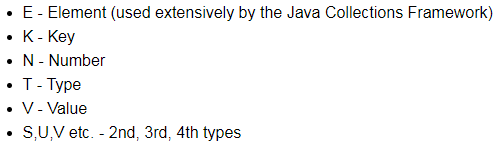 • E - Element (used extensively by the Java Collections Framework)
• K - Key
• N - Number
• T - Type
• V - Value
• S,U,V etc. - 2nd, 3rd, 4th types